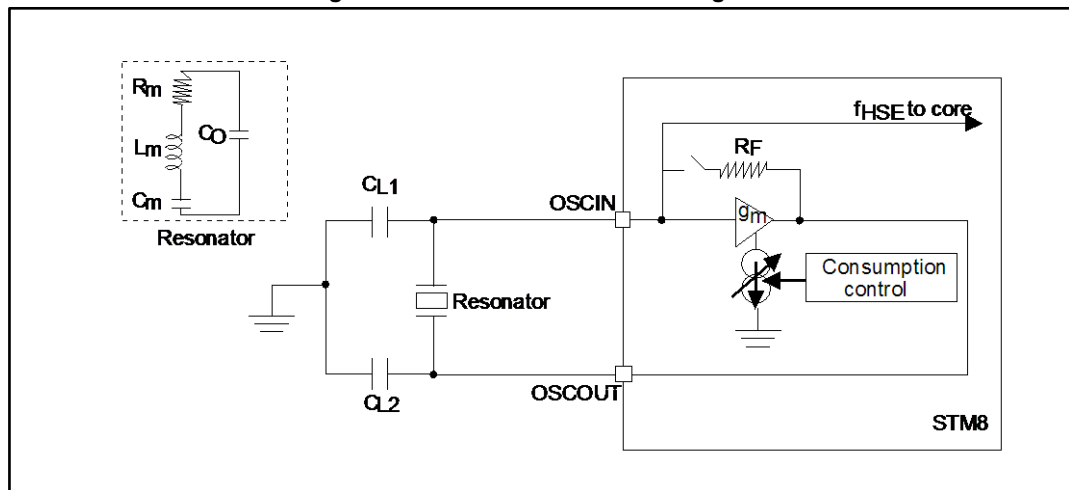 Rm
Lm
Cm
CO
Resonator
CL1
CL2
Resonator
OSCIN
OSCOUT
fHSE to core
RF
gm
Consumption
control
STM8